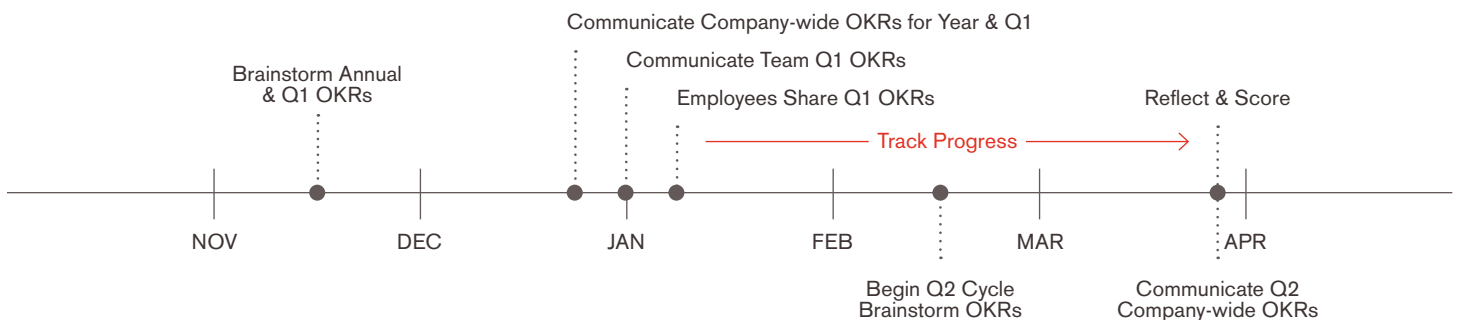 Communicate Company-wide OKRs for Year & Q1
Communicate Team Q1 OKRs
Brainstorm Annual
& Q1 OKRs
Employees Share Q1 OKRs
Reflect & Score
Track Progress
NOV
DEC
JAN
FEB
MAR
APR
Begin Q2 Cycle
Brainstorm OKRs
Communicate Q2
Company-wide OKRs